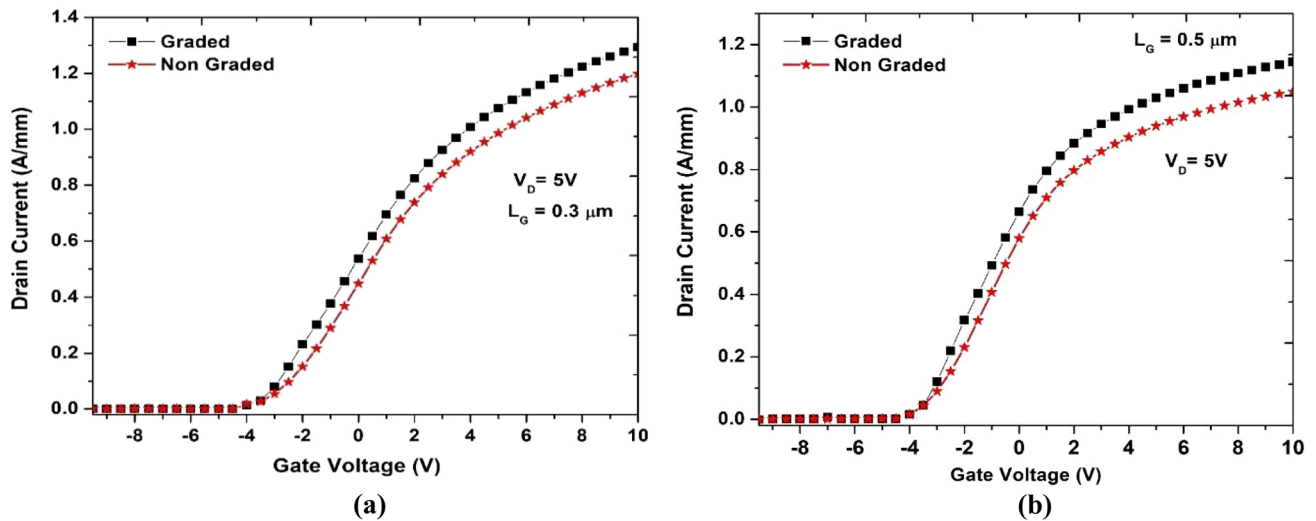 1.4
1.2
1.0
0.8
0.6
0.4
0.2
0.0
Drain Current (A/mm)
Graded
Non Graded
V_D= 5V
L_G = 0.3 μm
-8 -6 -4 -2 0 2 4 6 8 10
Gate Voltage (V)
(a)
1.2
1.0
0.8
0.6
0.4
0.2
0.0
Drain Current (A/mm)
Graded
Non Graded
L_G = 0.5 μm
V_D= 5V
-8 -6 -4 -2 0 2 4 6 8 10
Gate Voltage (V)
(b)